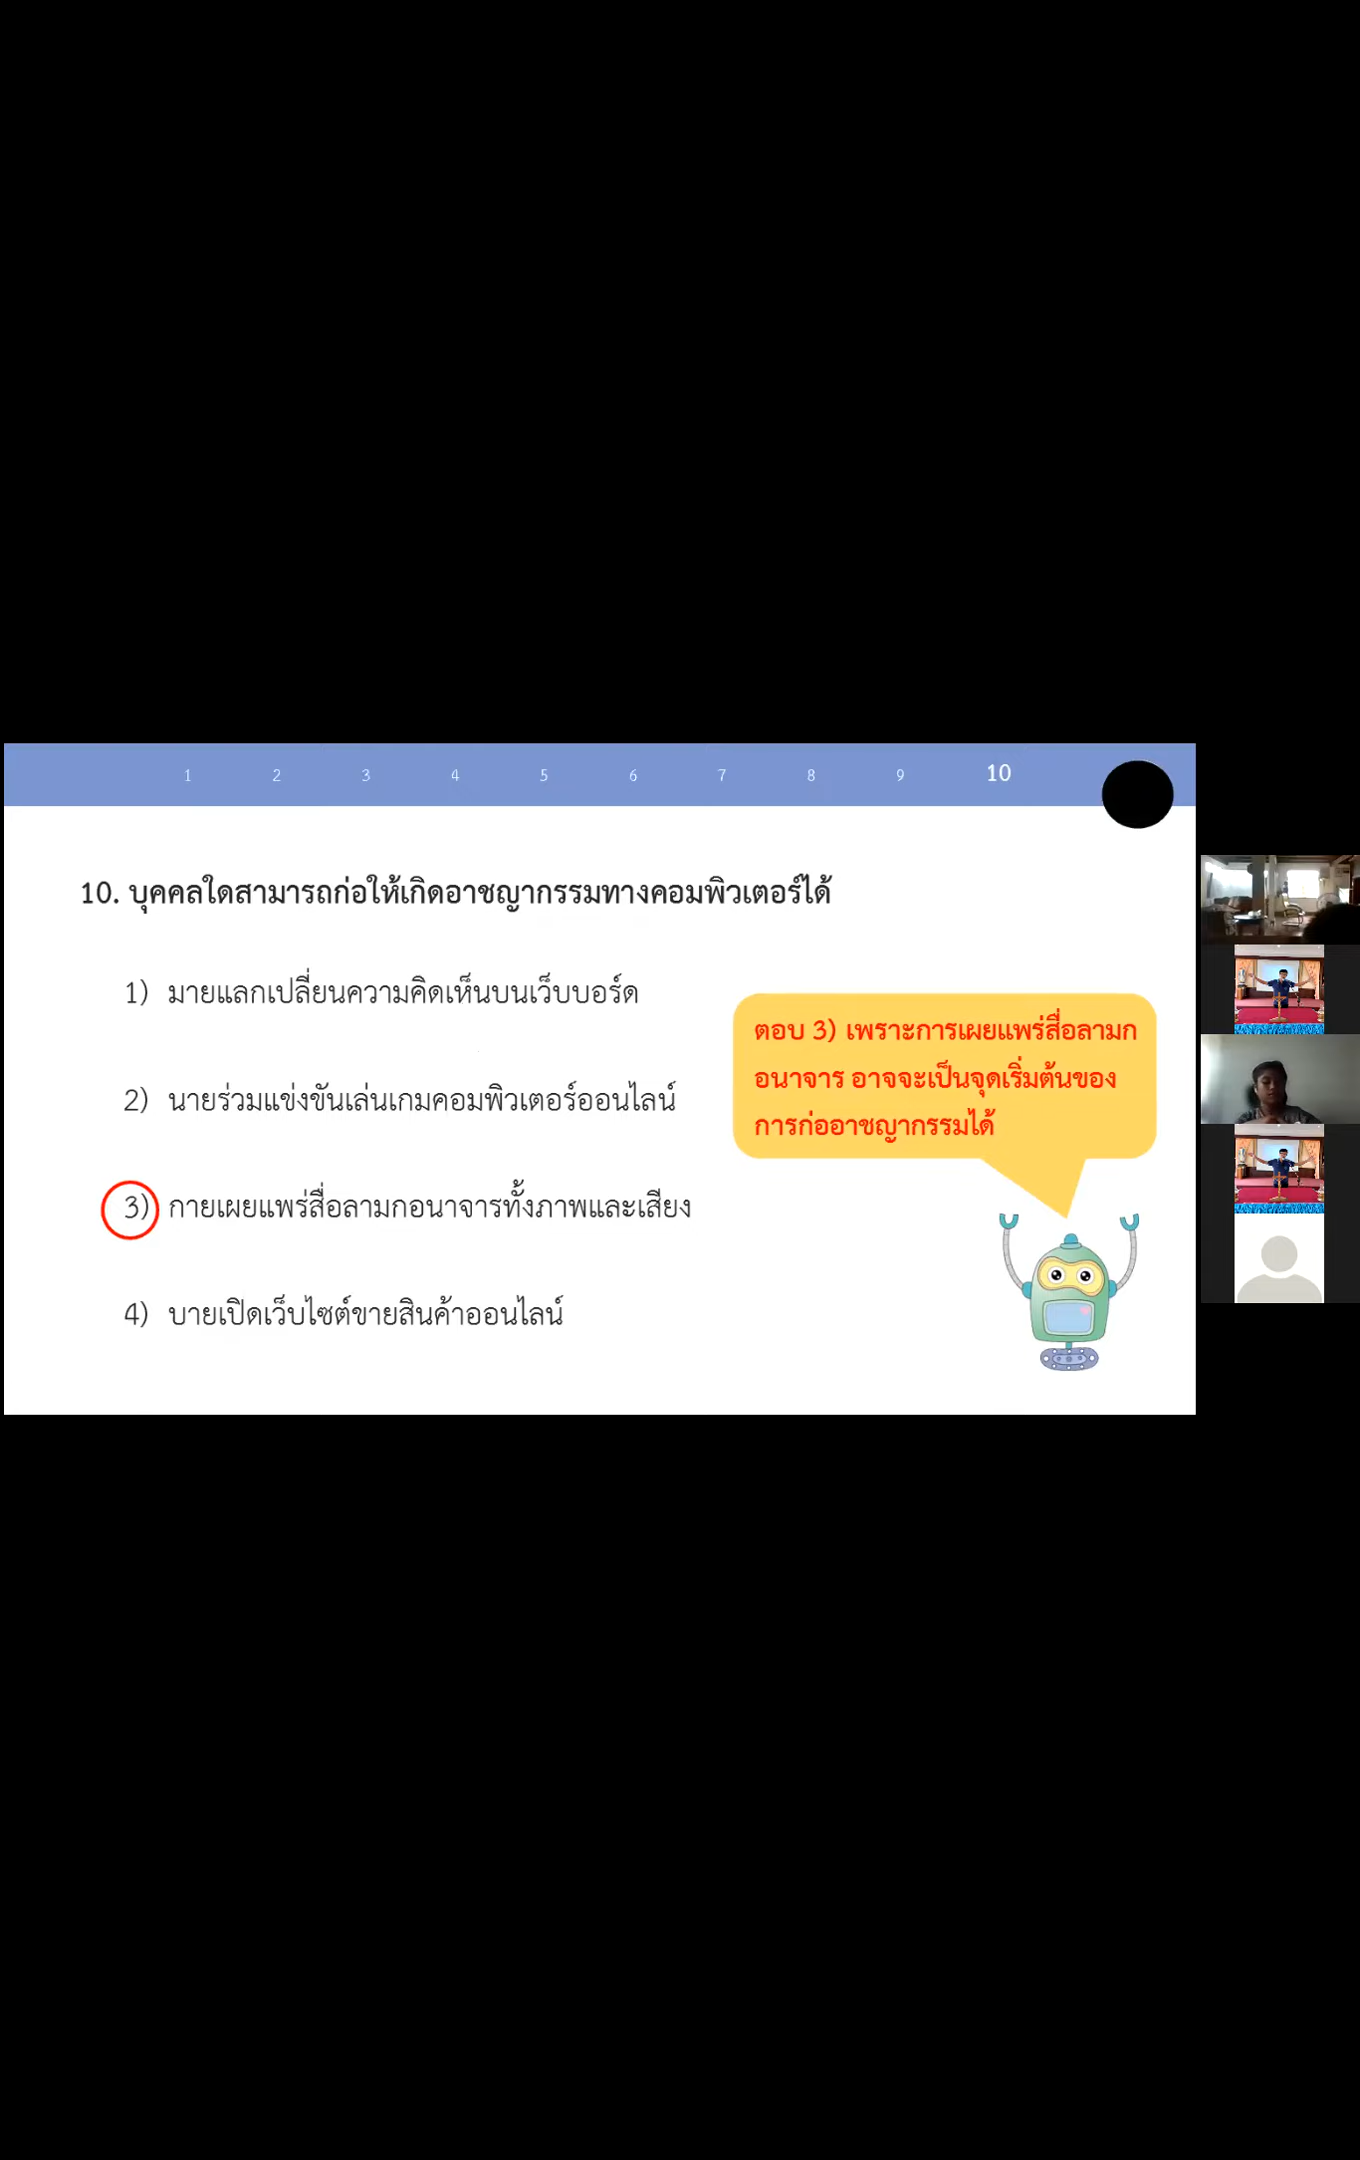 1 2 3 4 5 6 7 8 9 10
10. บุคคลใดสามารถก่อให้เกิดอาชญากรรมทางคอมพิวเตอร์ได้
1) มายแลกเปลี่ยนความคิดเห็นบนเว็บบอร์ด
2) นายร่วมแข่งขันเล่นเกมคอมพิวเตอร์ออนไลน์
3) กายเผยแพร่สื่อลามกอนาจารทั้งภาพและเสียง
4) บายเปิดเว็บไซต์ขายสินค้าออนไลน์
ตอบ 3) เพราะการเผยแพร่สื่อลามก
อนาจาร อาจจะเป็นจุดเริ่มต้นของ
การก่ออาชญากรรมได้